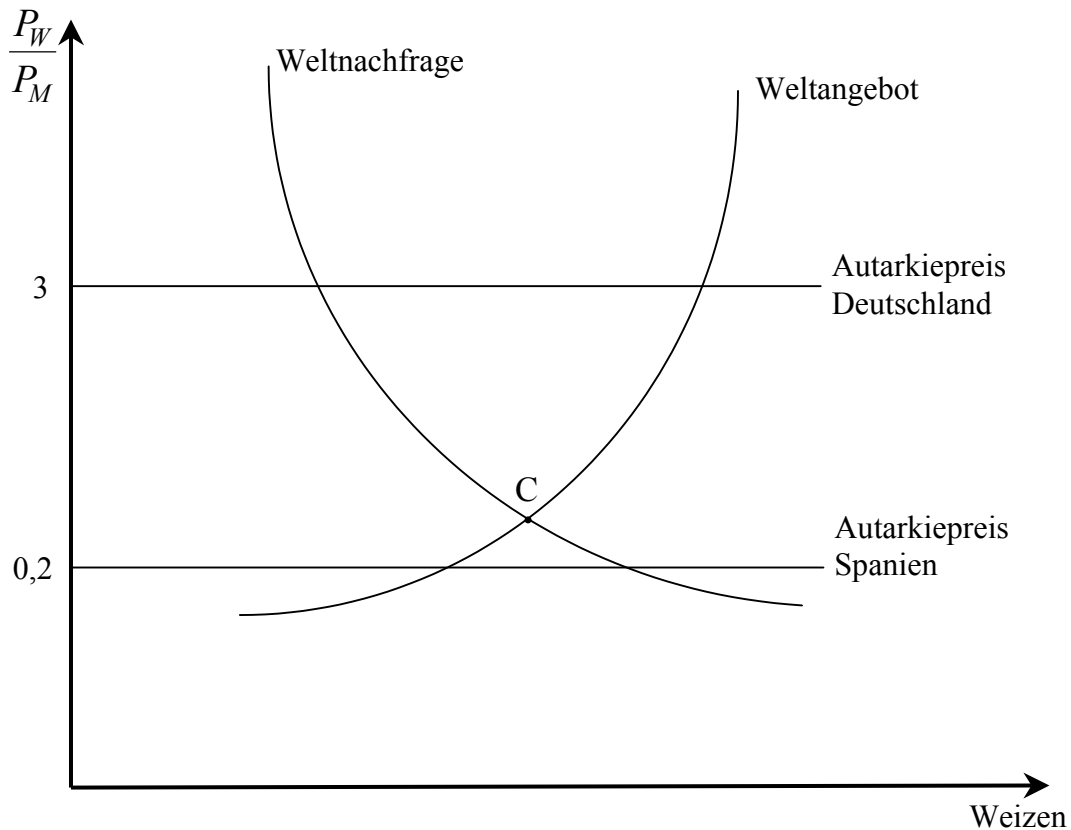 P_W
P_M
Weltnachfrage
Weltangebot
3
Autarkiepreis
Deutschland
C
0,2
Autarkiepreis
Spanien
Weizen